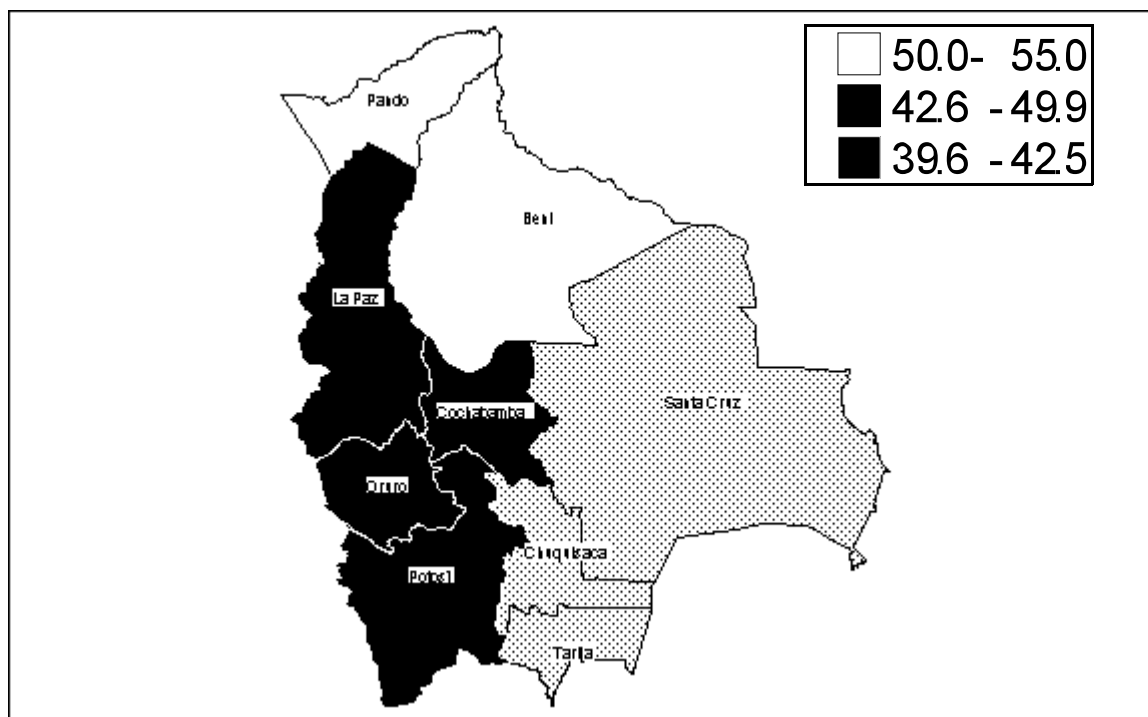 50.0- 55.0
42.6 - 49.9
39.6 - 42.5
Pando
Beni
La Paz
Santa Cruz
Cochabamba
Oruro
Chuquisaca
Potosi
Tarija